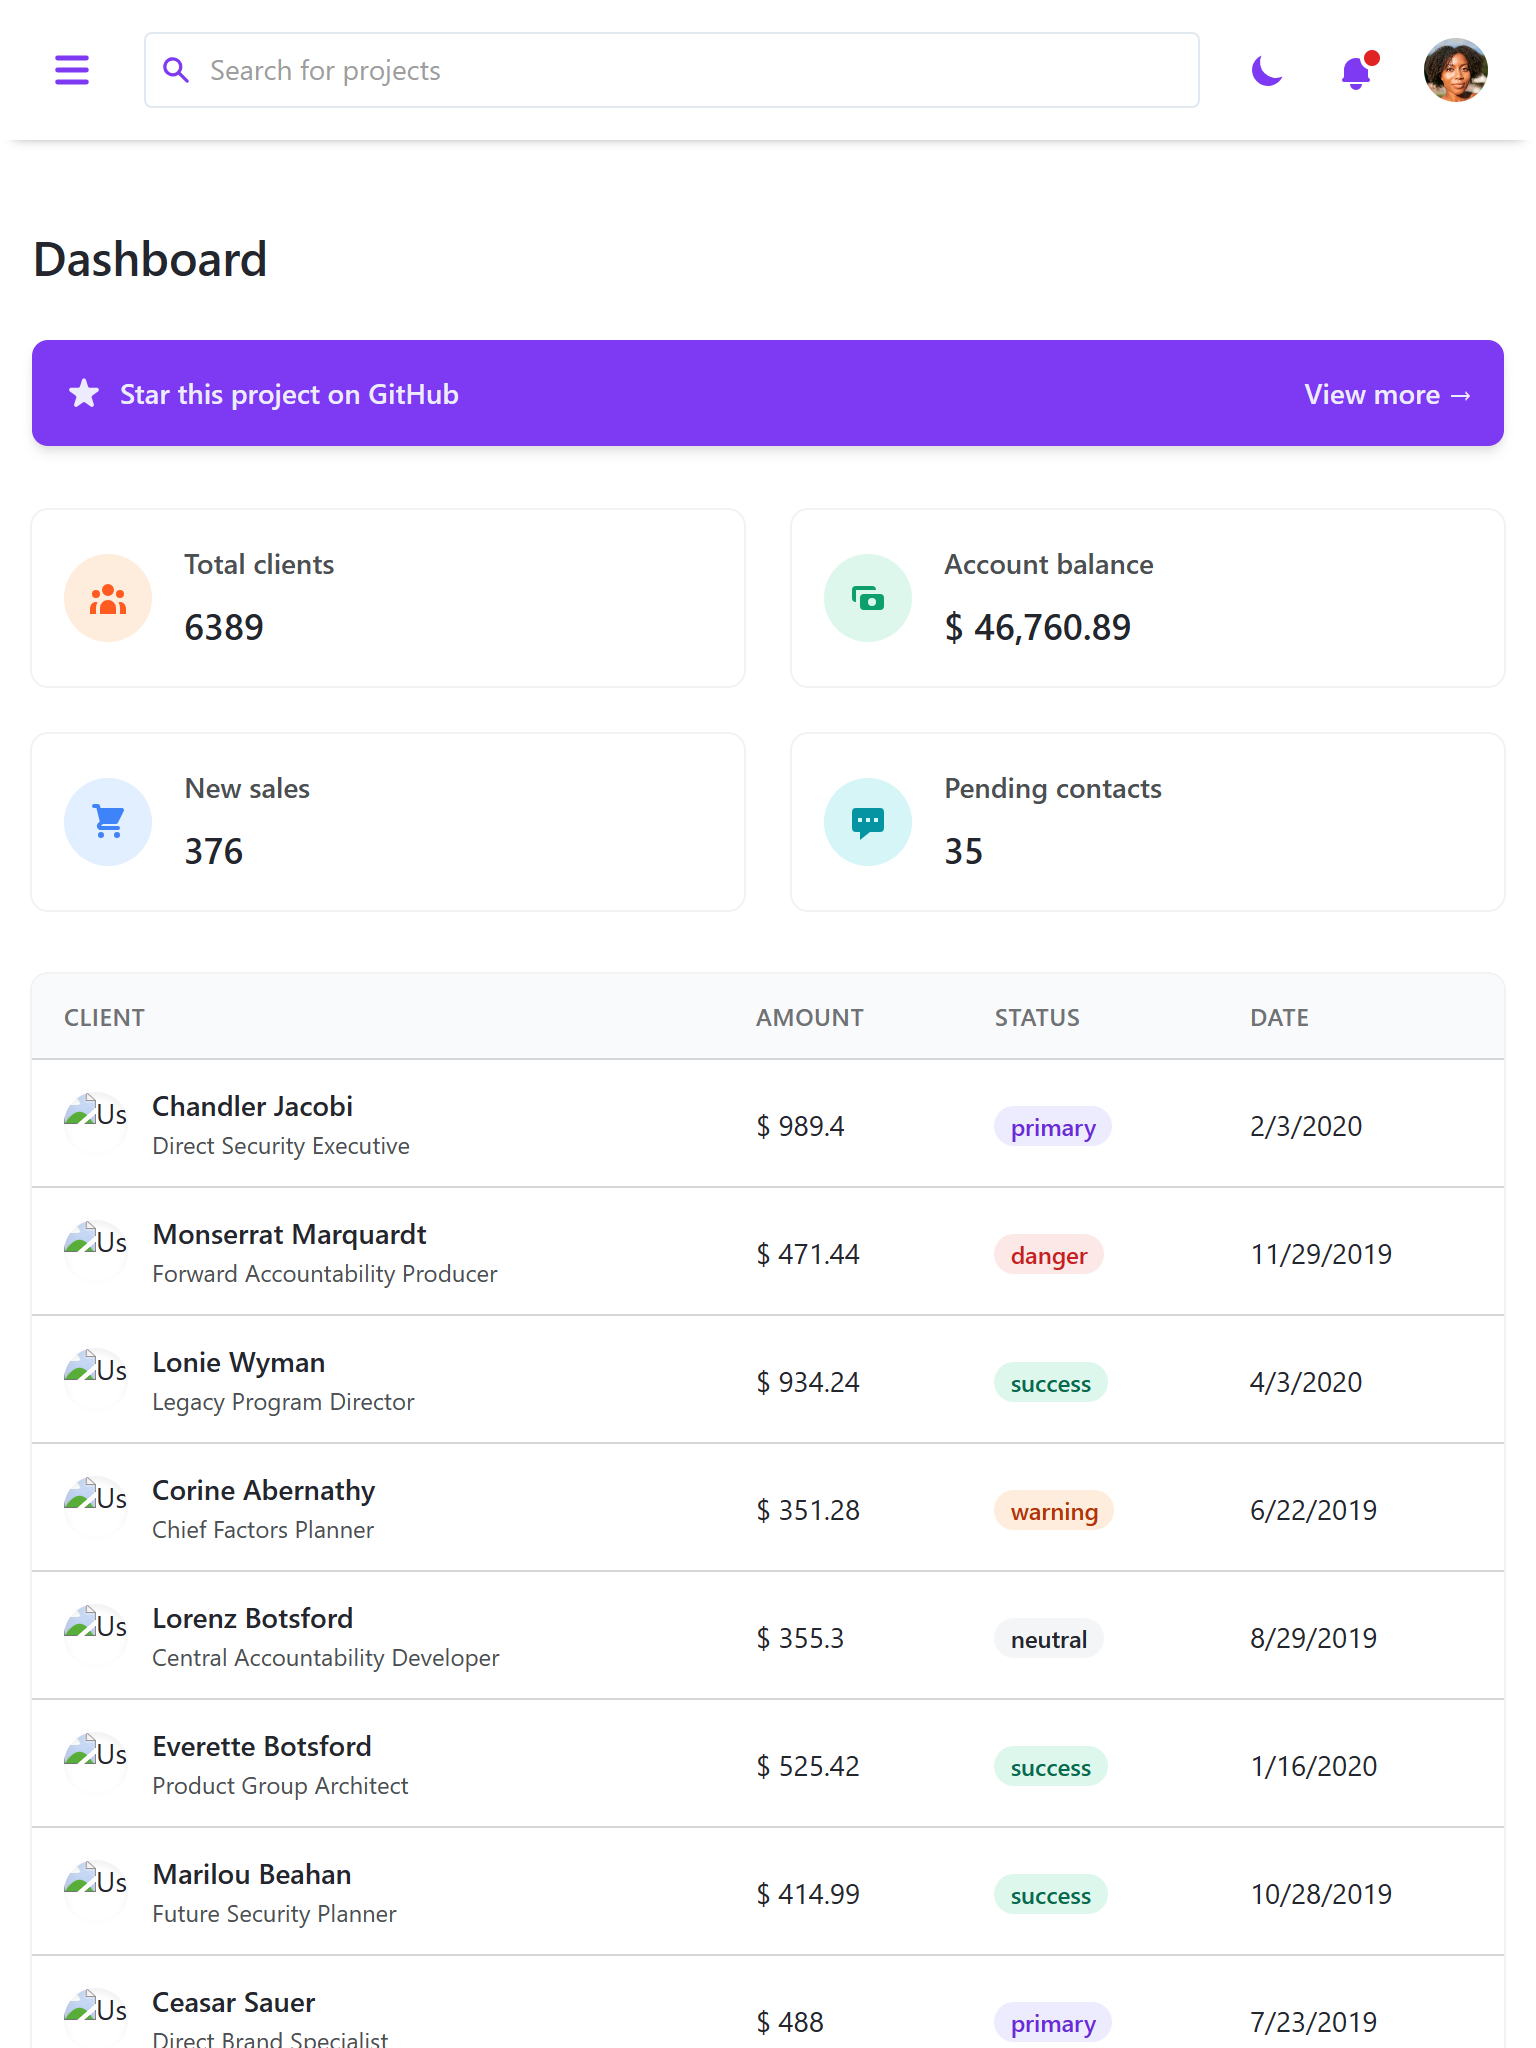 Search for projects
Dashboard
Star this project on GitHub
View more →
Total clients
6389
Account balance
$ 46,760.89
New sales
376
Pending contacts
35
CLIENT AMOUNT STATUS DATE
Us Chandler Jacobi
Direct Security Executive
$ 989.4 primary 2/3/2020
Us Monserrat Marquardt
Forward Accountability Producer
$ 471.44 danger 11/29/2019
Us Lonie Wyman
Legacy Program Director
$ 934.24 success 4/3/2020
Us Corine Abernathy
Chief Factors Planner
$ 351.28 warning 6/22/2019
Us Lorenz Botsford
Central Accountability Developer
$ 355.3 neutral 8/29/2019
Us Everette Botsford
Product Group Architect
$ 525.42 success 1/16/2020
Us Marilou Beahan
Future Security Planner
$ 414.99 success 10/28/2019
Us Ceasar Sauer
Direct Brand Specialist
$ 488 primary 7/23/2019